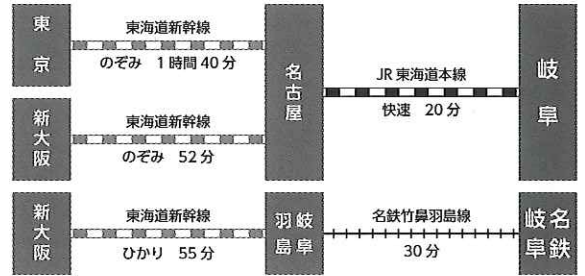 東京
東海道新幹線
のぞみ 1時間40分
新大阪
東海道新幹線
のぞみ 52分
名古屋
JR東海道本線
快速 20分
岐阜
新大阪
東海道新幹線
ひかり 55分
岐阜羽島
名鉄竹鼻羽島線
30分
名鉄岐阜